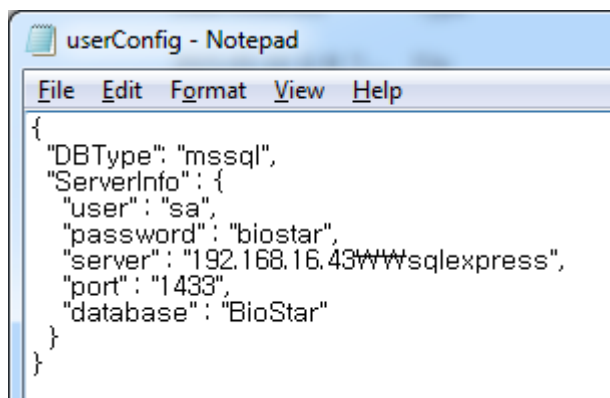 userConfig - Notepad
File Edit Format View Help
{
"DBType": "mssql",
"ServerInfo" : {
"user" : "sa",
"password" : "biostar",
"server" : "192.168.16.43₩₩sqlexpress",
"port" : "1433",
"database" : "BioStar"
}
}